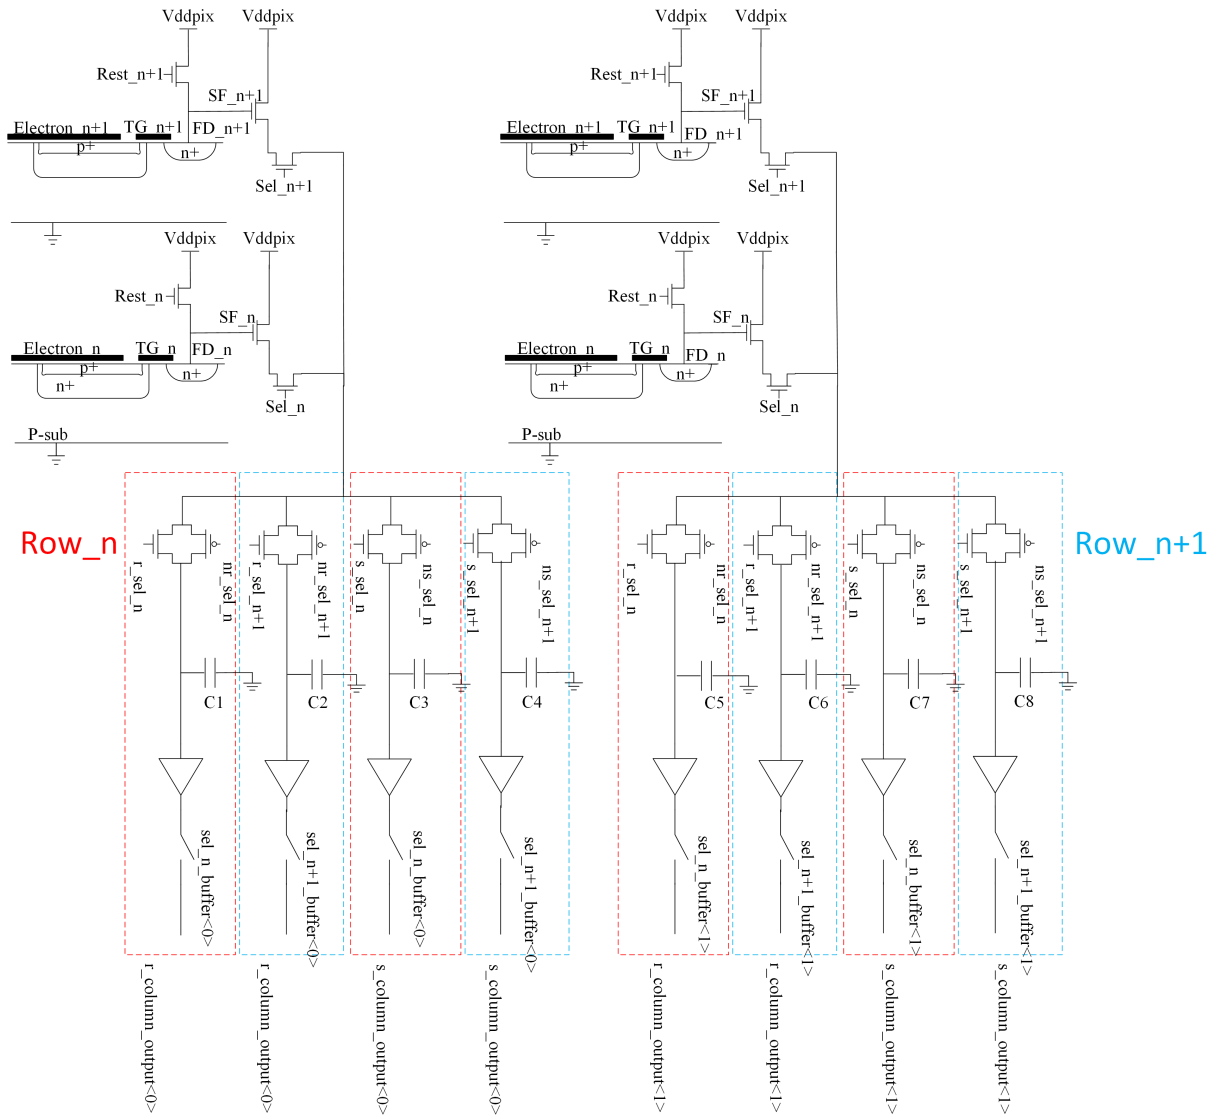 Vddpix
Vddpix
Vddpix
Vddpix
Rest_n+1
Rest_n+1
SF_n+1
SF_n+1
Electron_n+1
TG_n+1
FD_n+1
Electron_n+1
TG_n+1
FD_n+1
p+
n+
p+
n+
Sel_n+1
Sel_n+1
Vddpix
Vddpix
Vddpix
Vddpix
Rest_n
Rest_n
SF_n
SF_n
Electron_n
TG_n
FD_n
Electron_n
TG_n
FD_n
p+
n+
n+
p+
n+
n+
Sel_n
Sel_n
P-sub
P-sub
Row_n
Row_n+1
r_sel_n
nr_sel_n
r_sel_n+1
nr_sel_n+1
s_sel_n
ns_sel_n
s_sel_n+1
ns_sel_n+1
r_sel_n
nr_sel_n
r_sel_n+1
nr_sel_n+1
s_sel_n
ns_sel_n
s_sel_n+1
ns_sel_n+1
C1
C2
C3
C4
C5
C6
C7
C8
sel_n_buffer<0>
sel_n+1_buffer<0>
sel_n_buffer<0>
sel_n+1_buffer<0>
sel_n_buffer<1>
sel_n+1_buffer<1>
sel_n_buffer<1>
sel_n+1_buffer<1>
r_column_output<0>
r_column_output<0>
s_column_output<0>
s_column_output<0>
r_column_output<1>
r_column_output<1>
s_column_output<1>
s_column_output<1>